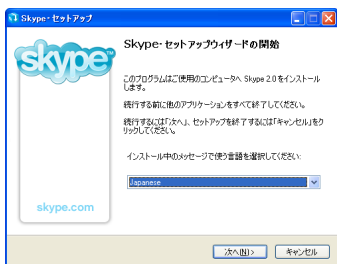 Skype - セットアップ
skype
Skype - セットアップウィザードの開始
このプログラムはご使用のコンピュータへ Skype 2.0 をインストール
します。
続行する前に他のアプリケーションをすべて終了してください。
続行するには「次へ」、セットアップを終了するには「キャンセル」をク
リックしてください。
インストール中のメッセージで使う言語を選択してください:
Japanese
skype.com
次へ(N) >
キャンセル